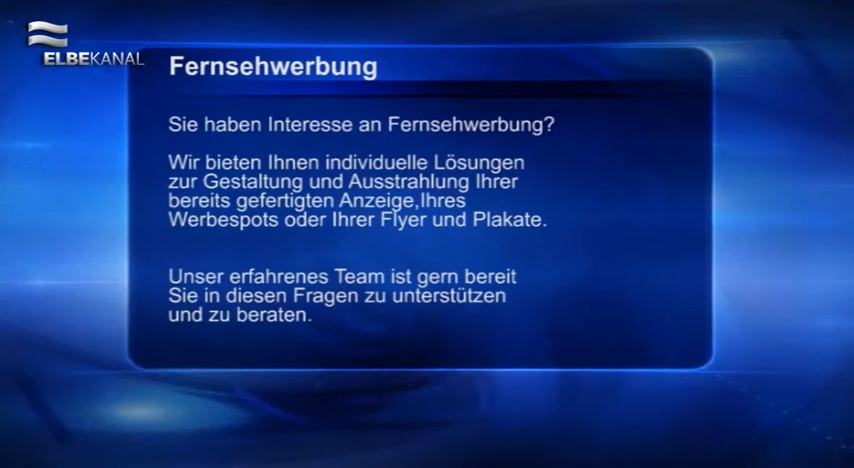 ELBEKANAL
Fernsehwerbung
Sie haben Interesse an Fernsehwerbung?
Wir bieten Ihnen individuelle Lösungen
zur Gestaltung und Ausstrahlung Ihrer
bereits gefertigten Anzeige,Ihres
Werbespots oder Ihrer Flyer und Plakate.
Unser erfahrenes Team ist gern bereit
Sie in diesen Fragen zu unterstützen
und zu beraten.